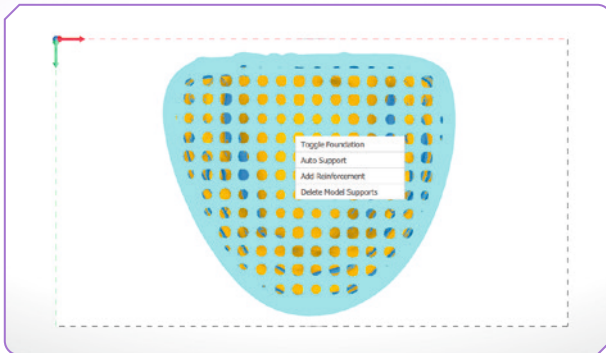 Toggle Foundation
Auto Support
Add Reinforcement
Delete Model Supports